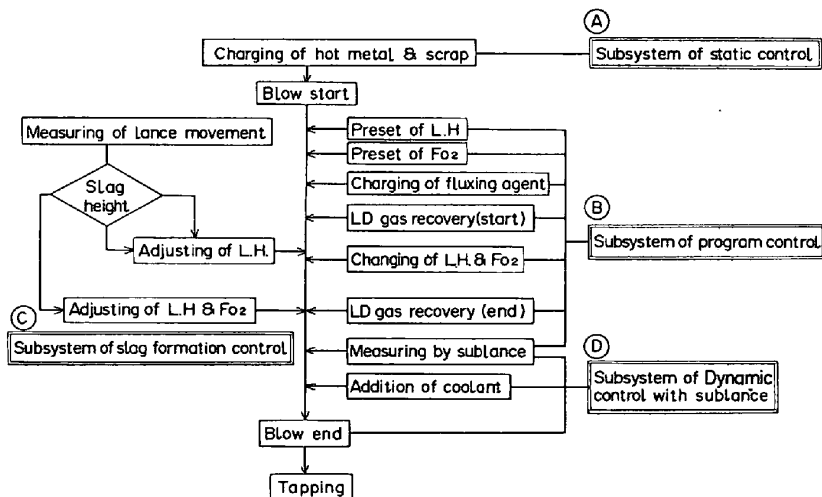 A
Charging of hot metal & scrap
Subsystem of static control
Blow start
Measuring of lance movement
Preset of L.H
Preset of Fo2
Slag
height
Charging of fluxing agent
B
LD gas recovery(start)
Subsystem of program control
Adjusting of L.H.
Changing of L.H. & Fo2
Adjusting of L.H & Fo2
LD gas recovery (end)
C
Subsystem of slag formation control
Measuring by sublance
D
Addition of coolant
Subsystem of Dynamic
control with sublance
Blow end
Tapping